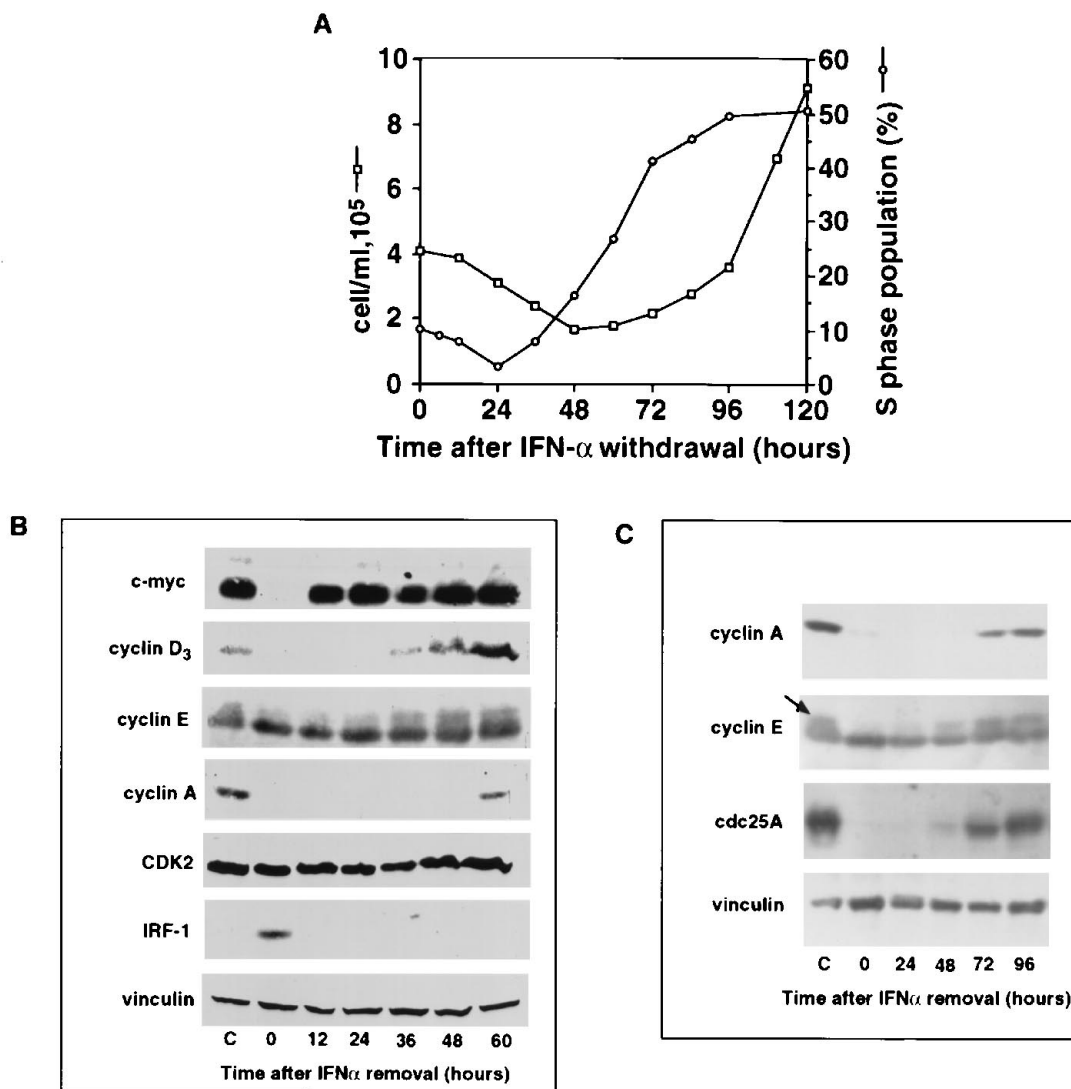 A
10
8
6
4
2
0
cell/ml,10⁵
60
50
40
30
20
10
0
S phase population (%)
0 24 48 72 96 120
Time after IFN-α withdrawal (hours)
B
c-myc
cyclin D₃
cyclin E
cyclin A
CDK2
IRF-1
vinculin
C 0 12 24 36 48 60
Time after IFNα removal (hours)
C
cyclin A
cyclin E
cdc25A
vinculin
C 0 24 48 72 96
Time after IFNα removal (hours)